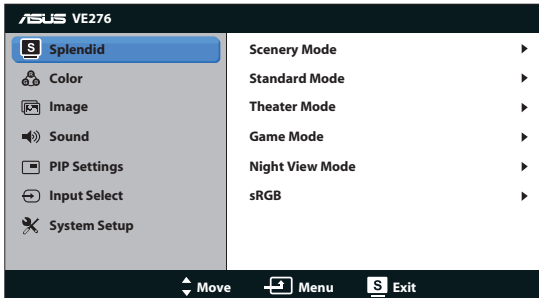 ASUS VE276
S Splendid
Color
Image
Sound
PIP Settings
Input Select
System Setup
Scenery Mode
Standard Mode
Theater Mode
Game Mode
Night View Mode
sRGB
Move Menu S Exit